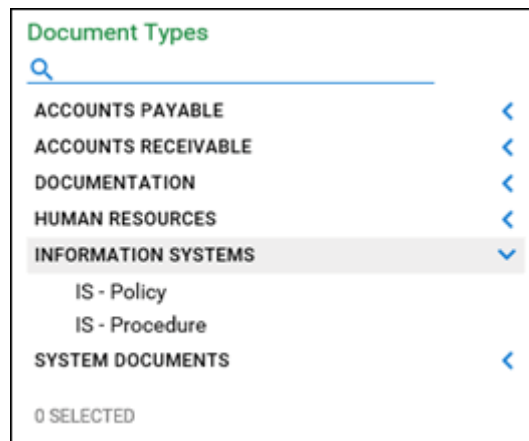 Document Types
ACCOUNTS PAYABLE
ACCOUNTS RECEIVABLE
DOCUMENTATION
HUMAN RESOURCES
INFORMATION SYSTEMS
IS - Policy
IS - Procedure
SYSTEM DOCUMENTS
0 SELECTED